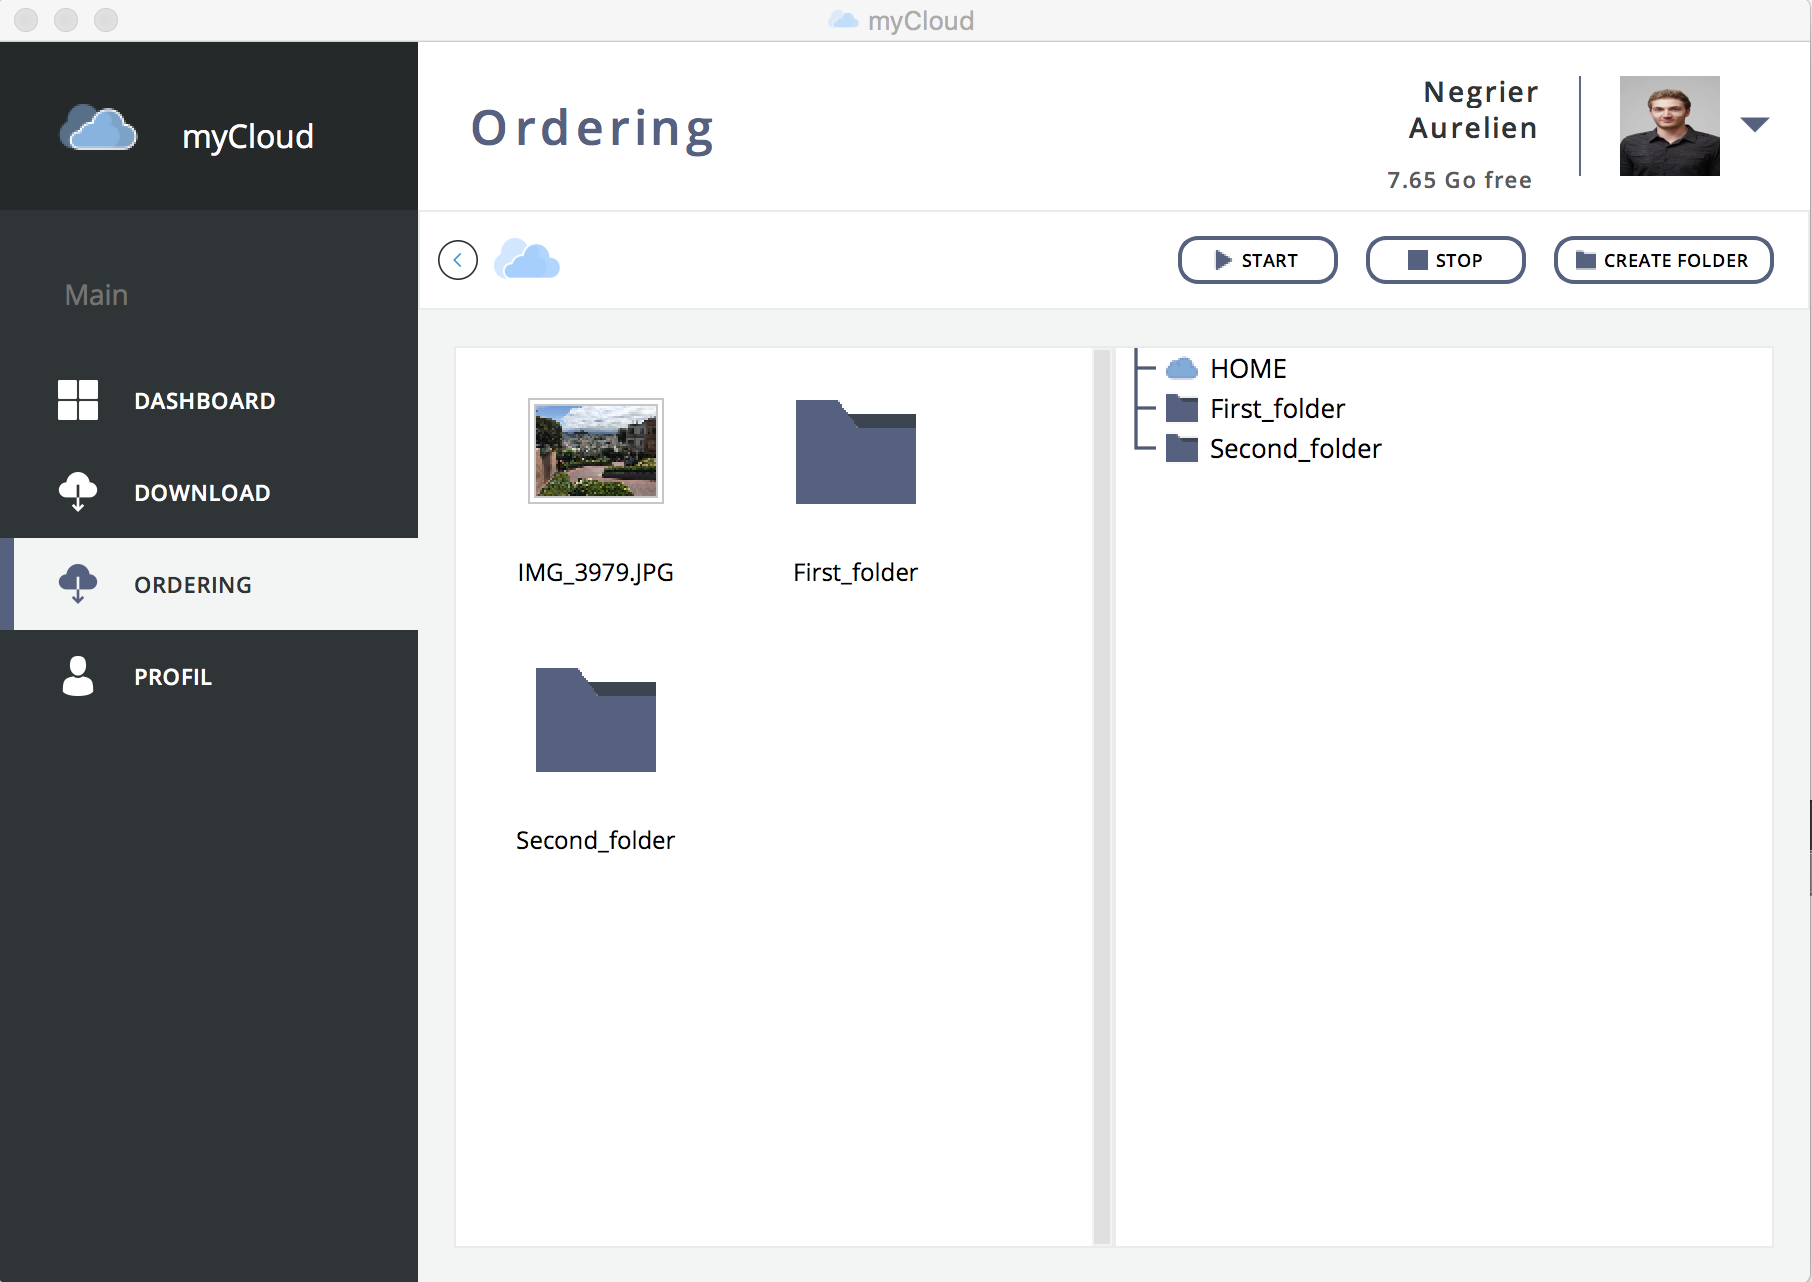 myCloud
myCloud
Ordering
Negrier
Aurelien
7.65 Go free
START
STOP
CREATE FOLDER
Main
DASHBOARD
DOWNLOAD
ORDERING
PROFIL
IMG_3979.JPG
First_folder
Second_folder
HOME
First_folder
Second_folder